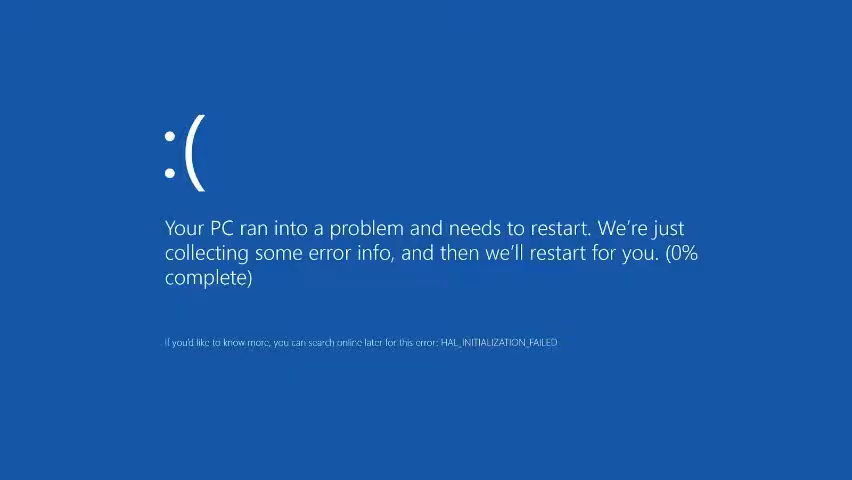 :(
Your PC ran into a problem and needs to restart. We’re just
collecting some error info, and then we’ll restart for you. (0%
complete)
If you’d like to know more, you can search online later for this error: HAL_INITIALIZATION_FAILED